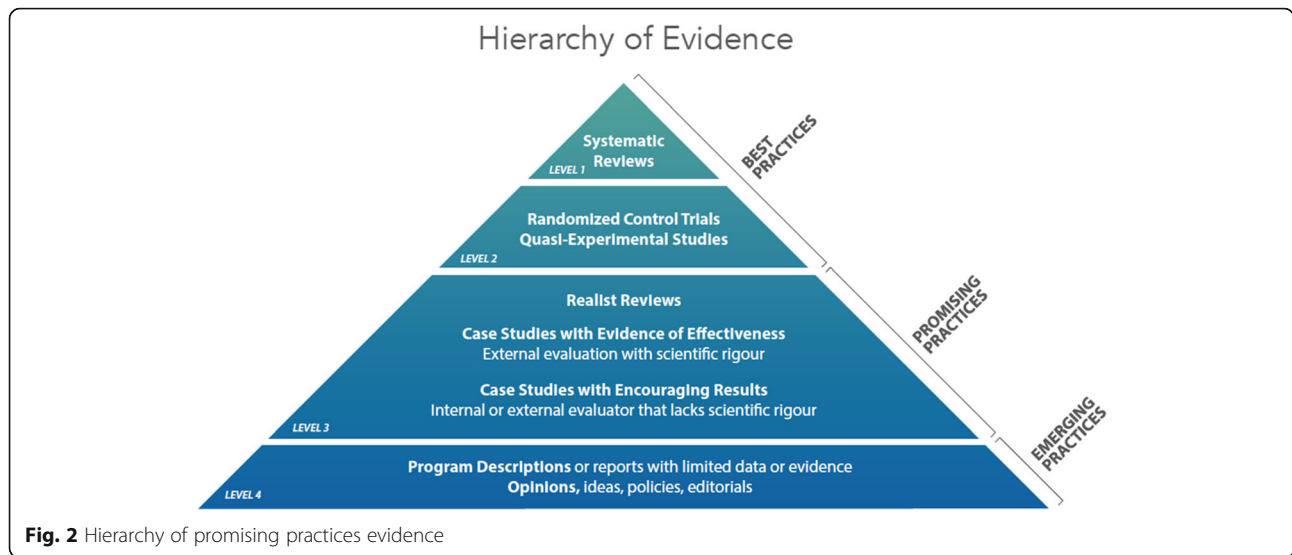 Hierarchy of Evidence
Systematic
Reviews
LEVEL 1
BEST
PRACTICES
Randomized Control Trials
Quasi-Experimental Studies
LEVEL 2
Realist Reviews
Case Studies with Evidence of Effectiveness
External evaluation with scientific rigour
Case Studies with Encouraging Results
Internal or external evaluator that lacks scientific rigour
LEVEL 3
PROMISING
PRACTICES
Program Descriptions or reports with limited data or evidence
Opinions, ideas, policies, editorials
LEVEL 4
EMERGING
PRACTICES
Fig. 2 Hierarchy of promising practices evidence